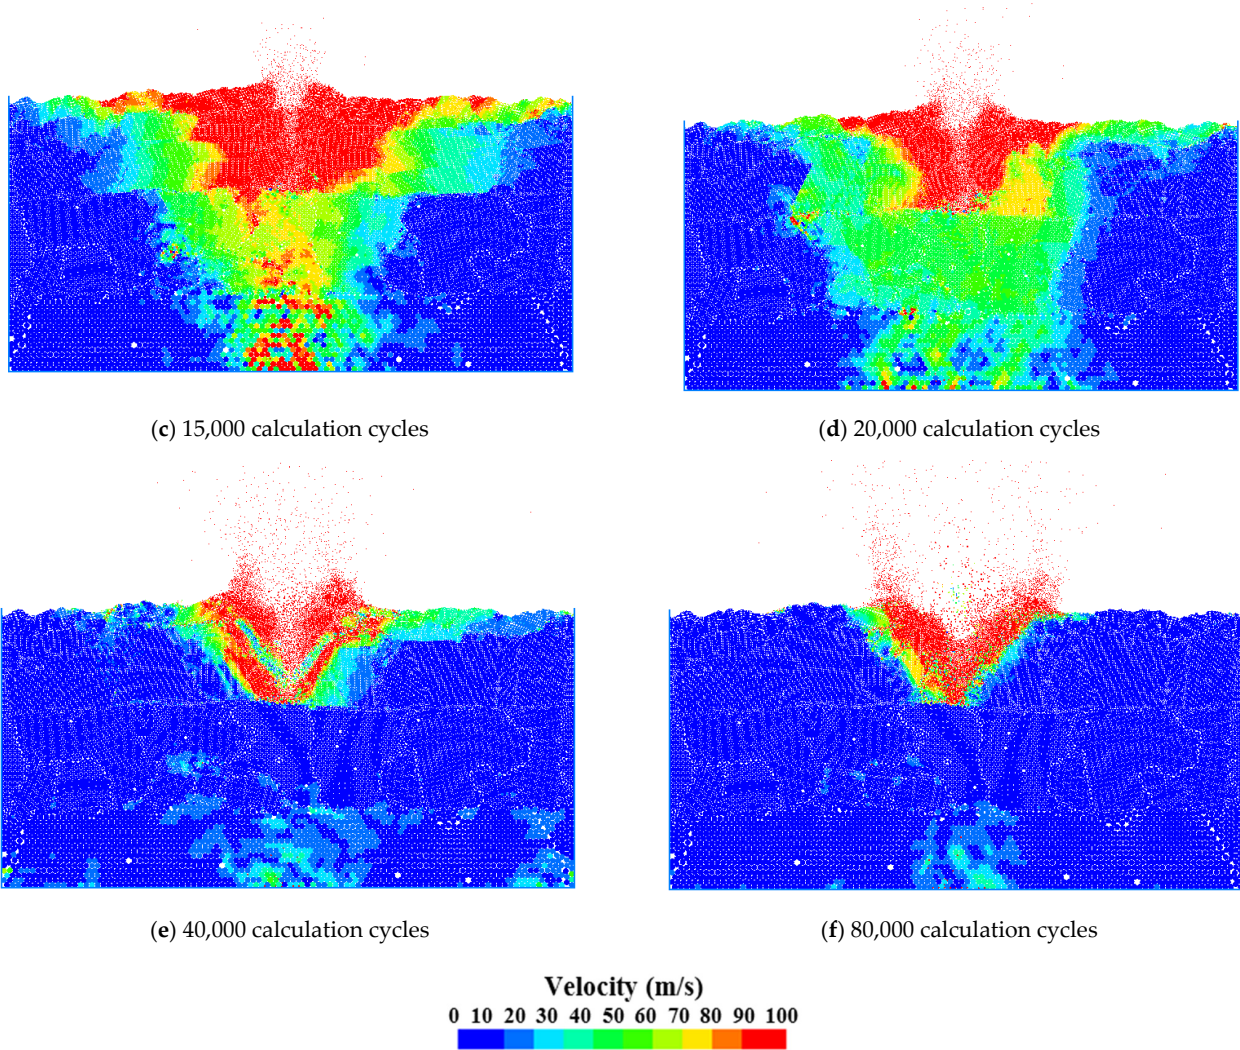 (c) 15,000 calculation cycles
(d) 20,000 calculation cycles
(e) 40,000 calculation cycles
(f) 80,000 calculation cycles
Velocity (m/s)
0 10 20 30 40 50 60 70 80 90 100